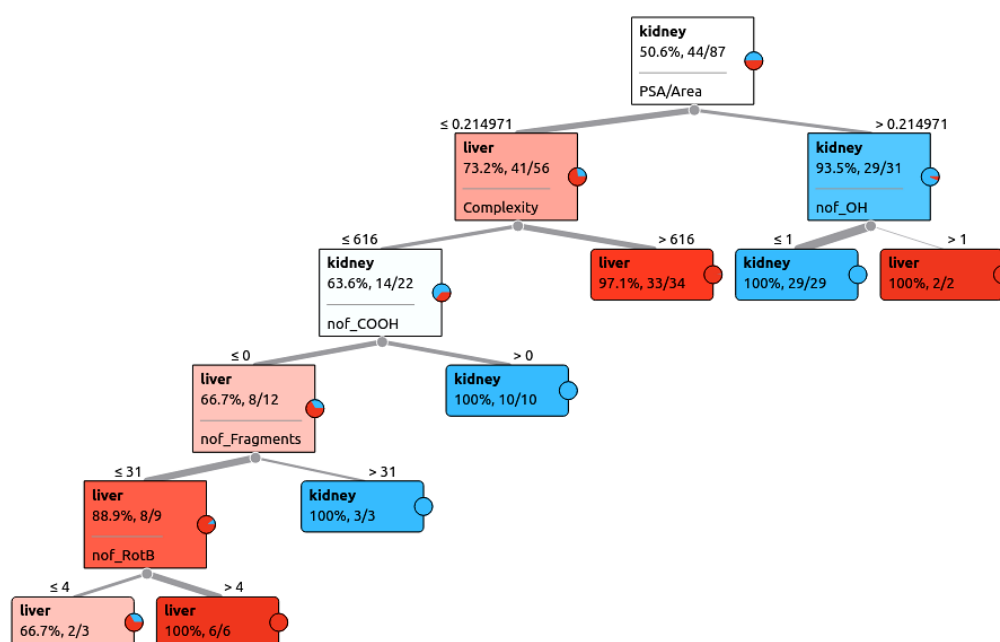 kidney
50.6%, 44/87
PSA/Area
≤ 0.214971
> 0.214971
liver
73.2%, 41/56
Complexity
kidney
93.5%, 29/31
nof_OH
≤ 616
> 616
≤ 1
> 1
kidney
63.6%, 14/22
nof_COOH
liver
97.1%, 33/34
kidney
100%, 29/29
liver
100%, 2/2
≤ 0
> 0
liver
66.7%, 8/12
nof_Fragments
kidney
100%, 10/10
≤ 31
> 31
liver
88.9%, 8/9
nof_RotB
kidney
100%, 3/3
≤ 4
> 4
liver
66.7%, 2/3
liver
100%, 6/6